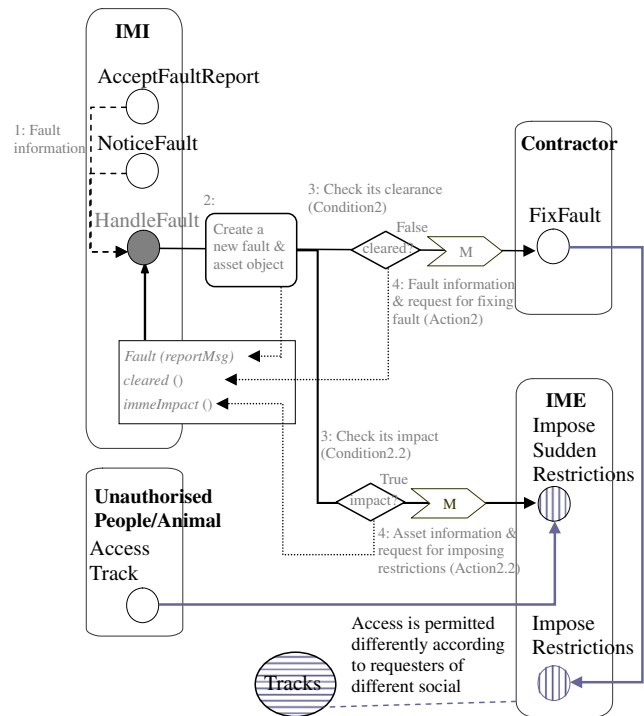 IMI
AcceptFaultReport
1: Fault
information
NoticeFault
HandleFault
2:
Create a
new fault &
asset object
3: Check its clearance
(Condition2)
False
cleared?
M
4: Fault information
& request for fixing
fault (Action2)
Contractor
FixFault
Fault (reportMsg)
cleared ()
immeImpact ()
3: Check its impact
(Condition2.2)
True
impact?
M
4: Asset information &
request for imposing
restrictions (Action2.2)
IME
Impose
Sudden
Restrictions
Unauthorised
People/Animal
Access
Track
Access is permitted
differently according
to requesters of
different social
Impose
Restrictions
Tracks